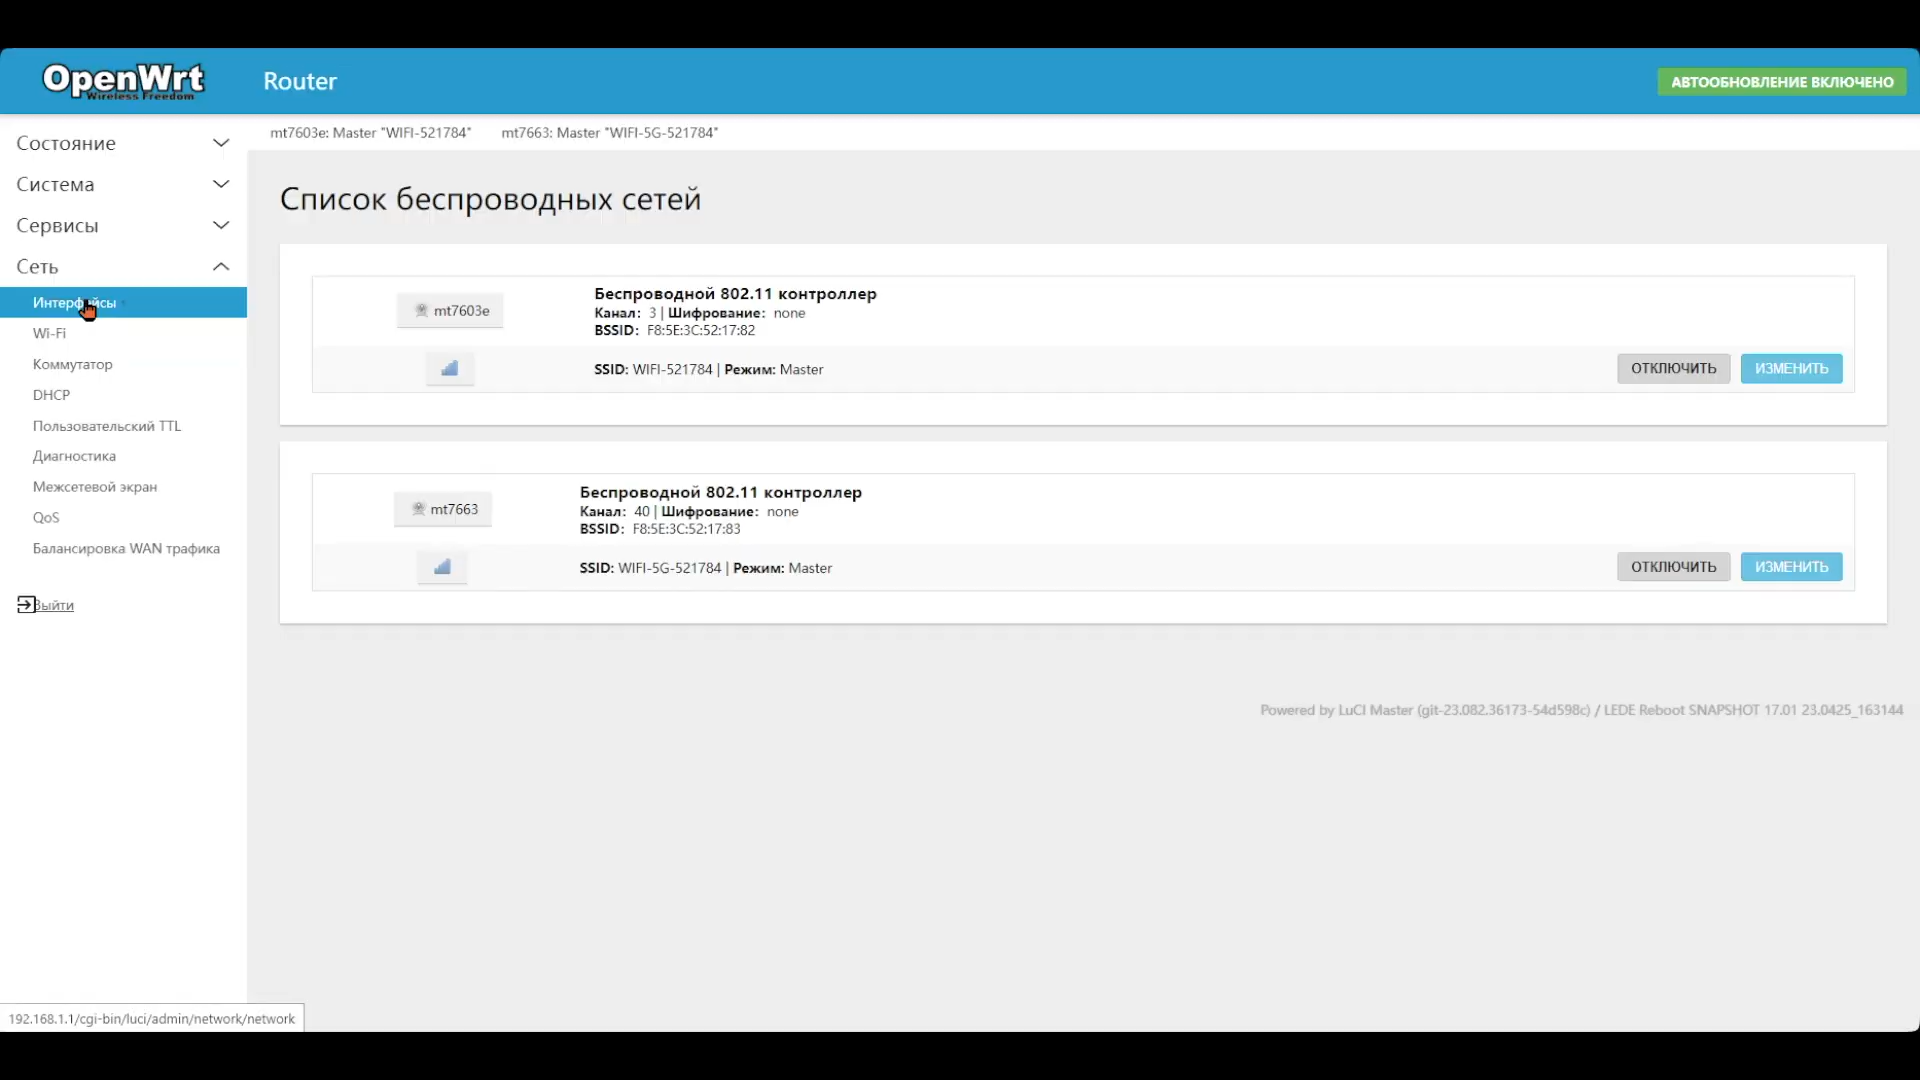 OpenWrt
Wireless Freedom
Router
АВТООБНОВЛЕНИЕ ВКЛЮЧЕНО
mt7603e: Master "WIFI-521784"
mt7663: Master "WIFI-5G-521784"
Состояние
Система
Сервисы
Сеть
Интерфейсы
Wi-Fi
Коммутатор
DHCP
Пользовательский TTL
Диагностика
Межсетевой экран
QoS
Балансировка WAN трафика
Выйти
Список беспроводных сетей
mt7603e
Беспроводной 802.11 контроллер
Канал: 3 | Шифрование: none
BSSID: F8:5E:3C:52:17:82
SSID: WIFI-521784 | Режим: Master
ОТКЛЮЧИТЬ
ИЗМЕНИТЬ
mt7663
Беспроводной 802.11 контроллер
Канал: 40 | Шифрование: none
BSSID: F8:5E:3C:52:17:83
SSID: WIFI-5G-521784 | Режим: Master
ОТКЛЮЧИТЬ
ИЗМЕНИТЬ
Powered by LuCI Master (git-23.082.36173-54d598c) / LEDE Reboot SNAPSHOT 17.01 23.0425_163144
192.168.1.1/cgi-bin/luci/admin/network/network